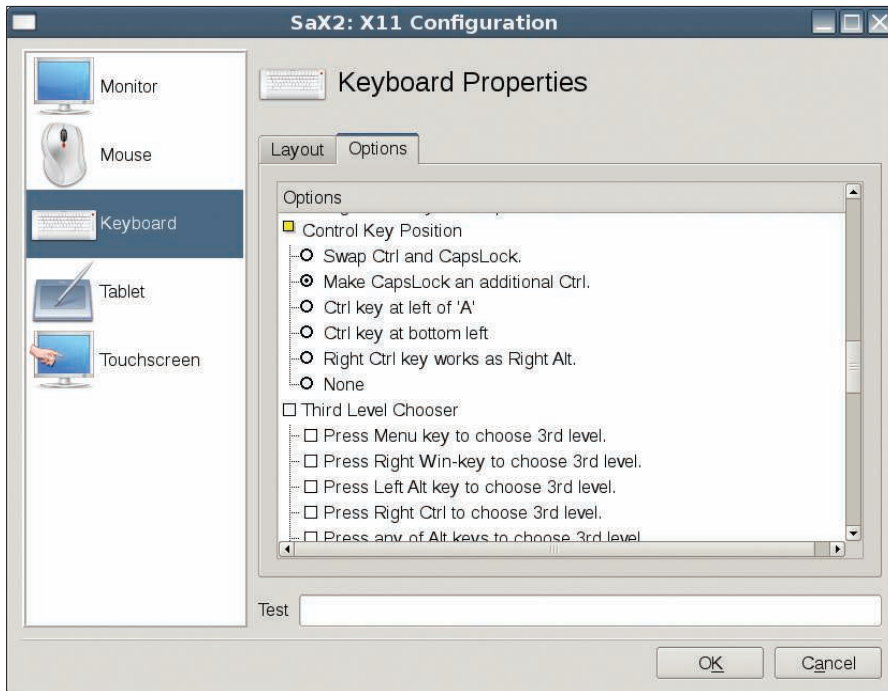 SaX2: X11 Configuration
Monitor
Mouse
Keyboard
Tablet
Touchscreen
Keyboard Properties
Layout
Options
Options
Control Key Position
Swap Ctrl and CapsLock.
Make CapsLock an additional Ctrl.
Ctrl key at left of 'A'
Ctrl key at bottom left
Right Ctrl key works as Right Alt.
None
Third Level Chooser
Press Menu key to choose 3rd level.
Press Right Win-key to choose 3rd level.
Press Left Alt key to choose 3rd level.
Press Right Ctrl to choose 3rd level.
Press any of Alt keys to choose 3rd level
Test
OK
Cancel